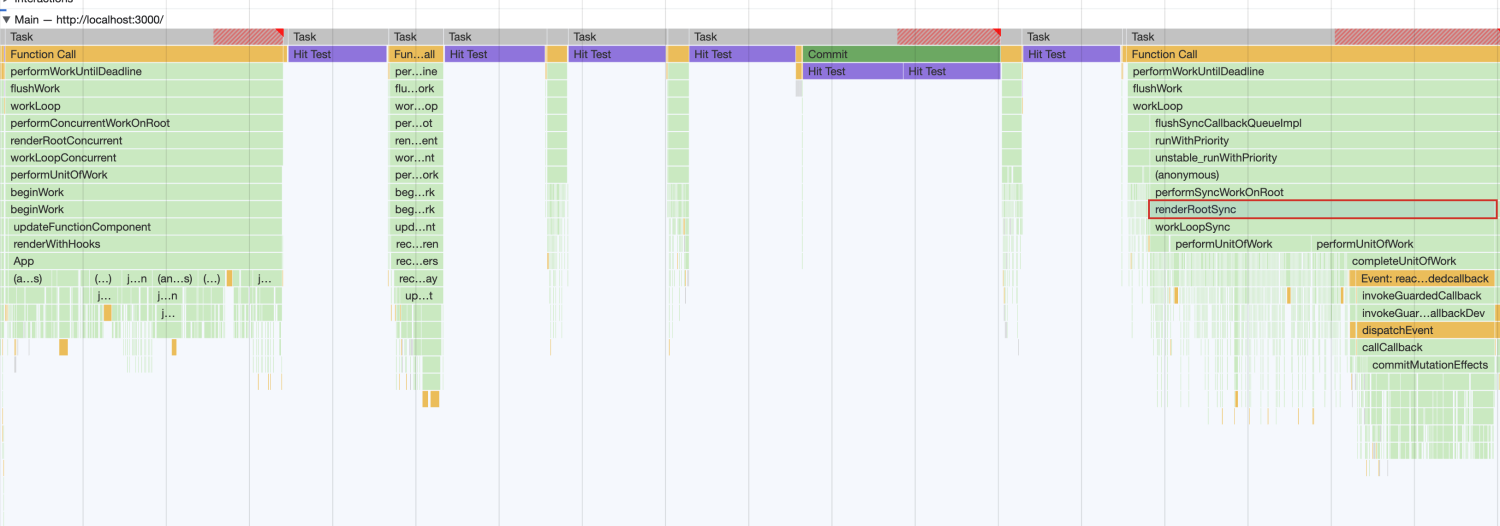 Interactions
▼ Main — http://localhost:3000/
Task Task Task Task Task Task Task Task
Function Call Hit Test Fun…all Hit Test Hit Test Hit Test Commit Hit Test Function Call
performWorkUntilDeadline per…ine Hit Test Hit Test performWorkUntilDeadline
flushWork flu…ork flushWork
workLoop wor…op workLoop
performConcurrentWorkOnRoot per…ot flushSyncCallbackQueueImpl
renderRootConcurrent ren…ent runWithPriority
workLoopConcurrent wor…nt unstable_runWithPriority
performUnitOfWork per…ork (anonymous)
beginWork beg…rk performSyncWorkOnRoot
beginWork beg…rk renderRootSync
updateFunctionComponent upd…nt workLoopSync
renderWithHooks rec…ren performUnitOfWork performUnitOfWork
App rec…ers completeUnitOfWork
(a…s) (…) j…n (an…s) (…) j… rec…ay Event: reac…dedcallback
j… j…n up…t invokeGuardedCallback
j… invokeGuar…allbackDev
dispatchEvent
callCallback
commitMutationEffects